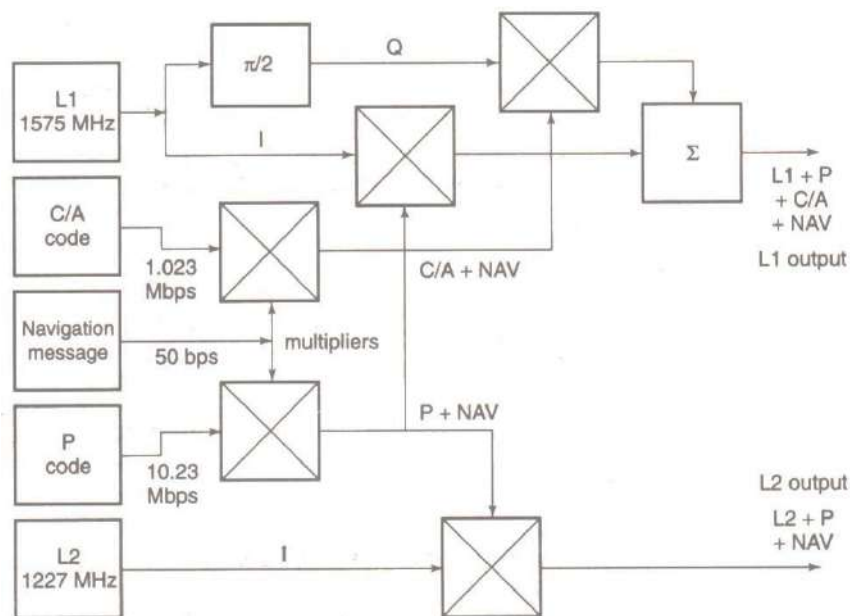 π/2
Q
L1
1575 MHz
I
Σ
L1 + P
+ C/A
+ NAV
L1 output
C/A
code
1.023
Mbps
C/A + NAV
Navigation
message
50 bps
multipliers
P
code
10.23
Mbps
P + NAV
L2 output
L2 + P
+ NAV
L2
1227 MHz
I